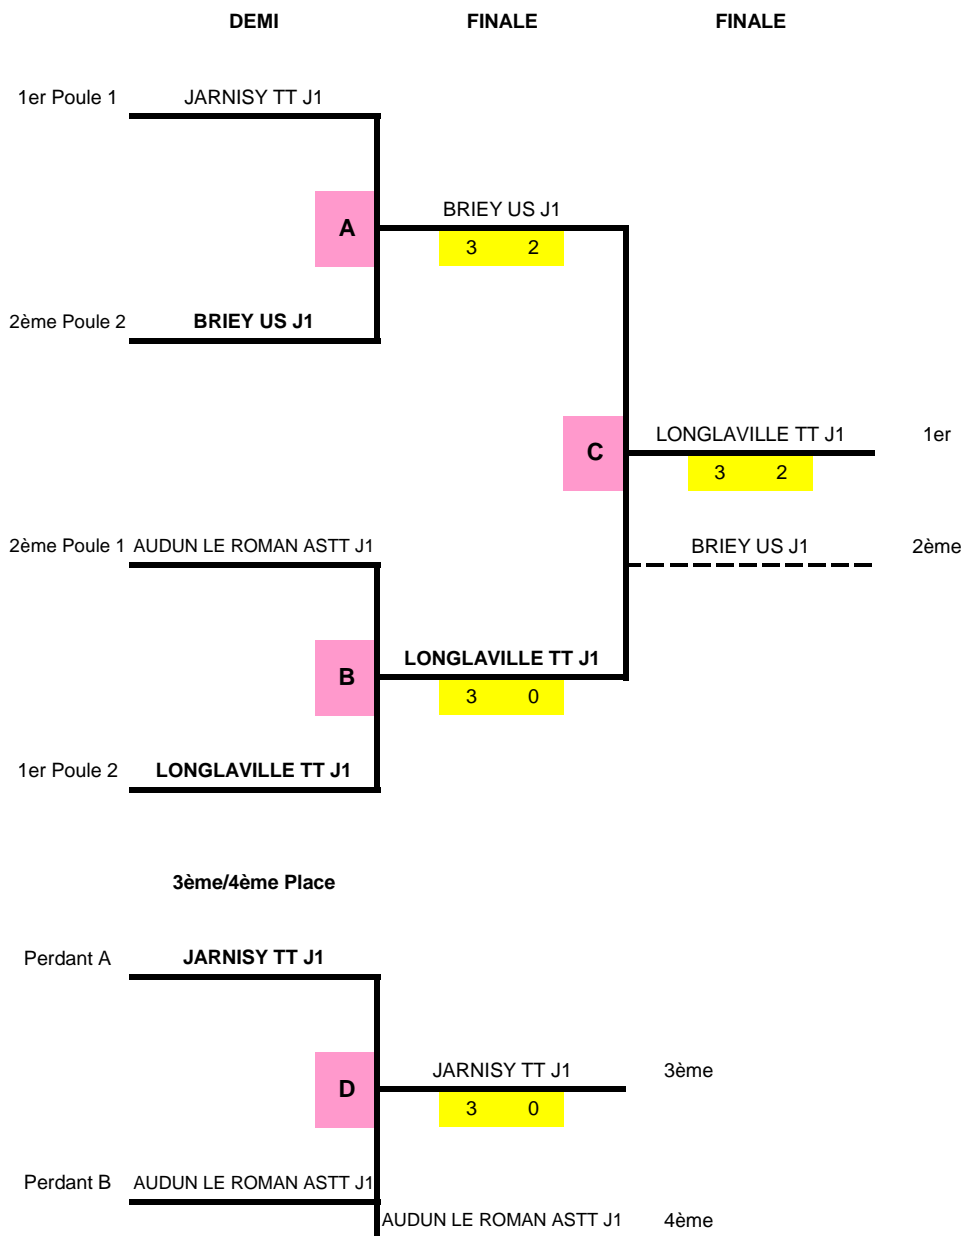 DEMI FINALE FINALE
1er Poule 1 JARNISY TT J1
A BRIEY US J1
3 2
2ème Poule 2 BRIEY US J1
C LONGLAVILLE TT J1 1er
3 2
2ème Poule 1 AUDUN LE ROMAN ASTT J1 BRIEY US J1 2ème
B LONGLAVILLE TT J1
3 0
1er Poule 2 LONGLAVILLE TT J1
3ème/4ème Place
Perdant A JARNISY TT J1
D JARNISY TT J1 3ème
3 0
Perdant B AUDUN LE ROMAN ASTT J1
AUDUN LE ROMAN ASTT J1 4ème